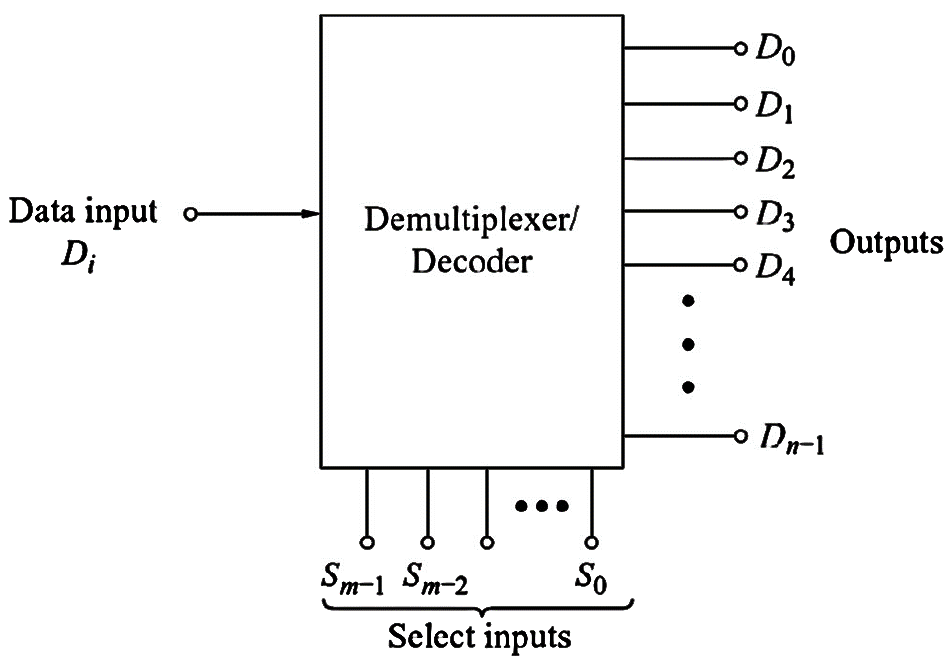 D₀
D₁
D₂
D₃
D₄
Dₙ₋₁
Outputs
Data input
Dᵢ
Demultiplexer/
Decoder
Sₘ₋₁ Sₘ₋₂ S₀
Select inputs